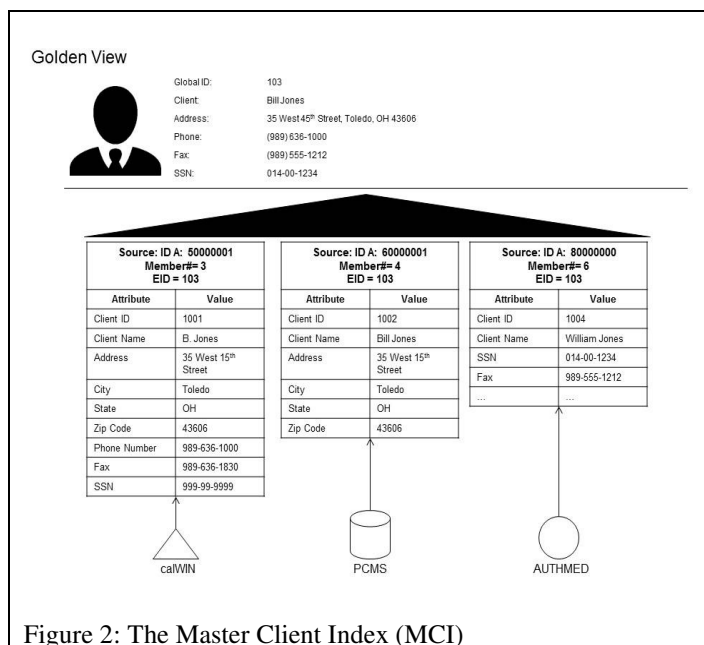 Golden View
Global ID: 103
Client: Bill Jones
Address: 35 West 45th Street, Toledo, OH 43606
Phone: (989) 636-1000
Fax: (989) 555-1212
SSN: 014-00-1234
Source: ID A: 50000001
Member#= 3
EID = 103
Attribute Value
Client ID 1001
Client Name B. Jones
Address 35 West 15th
Street
City Toledo
State OH
Zip Code 43606
Phone Number 989-636-1000
Fax 989-636-1830
SSN 999-99-9999
calWIN
Source: ID A: 60000001
Member#= 4
EID = 103
Attribute Value
Client ID 1002
Client Name Bill Jones
Address 35 West 15th
Street
City Toledo
State OH
Zip Code 43606
PCMS
Source: ID A: 80000000
Member#= 6
EID = 103
Attribute Value
Client ID 1004
Client Name William Jones
SSN 014-00-1234
Fax 989-555-1212
... ...
AUTHMED
Figure 2: The Master Client Index (MCI)